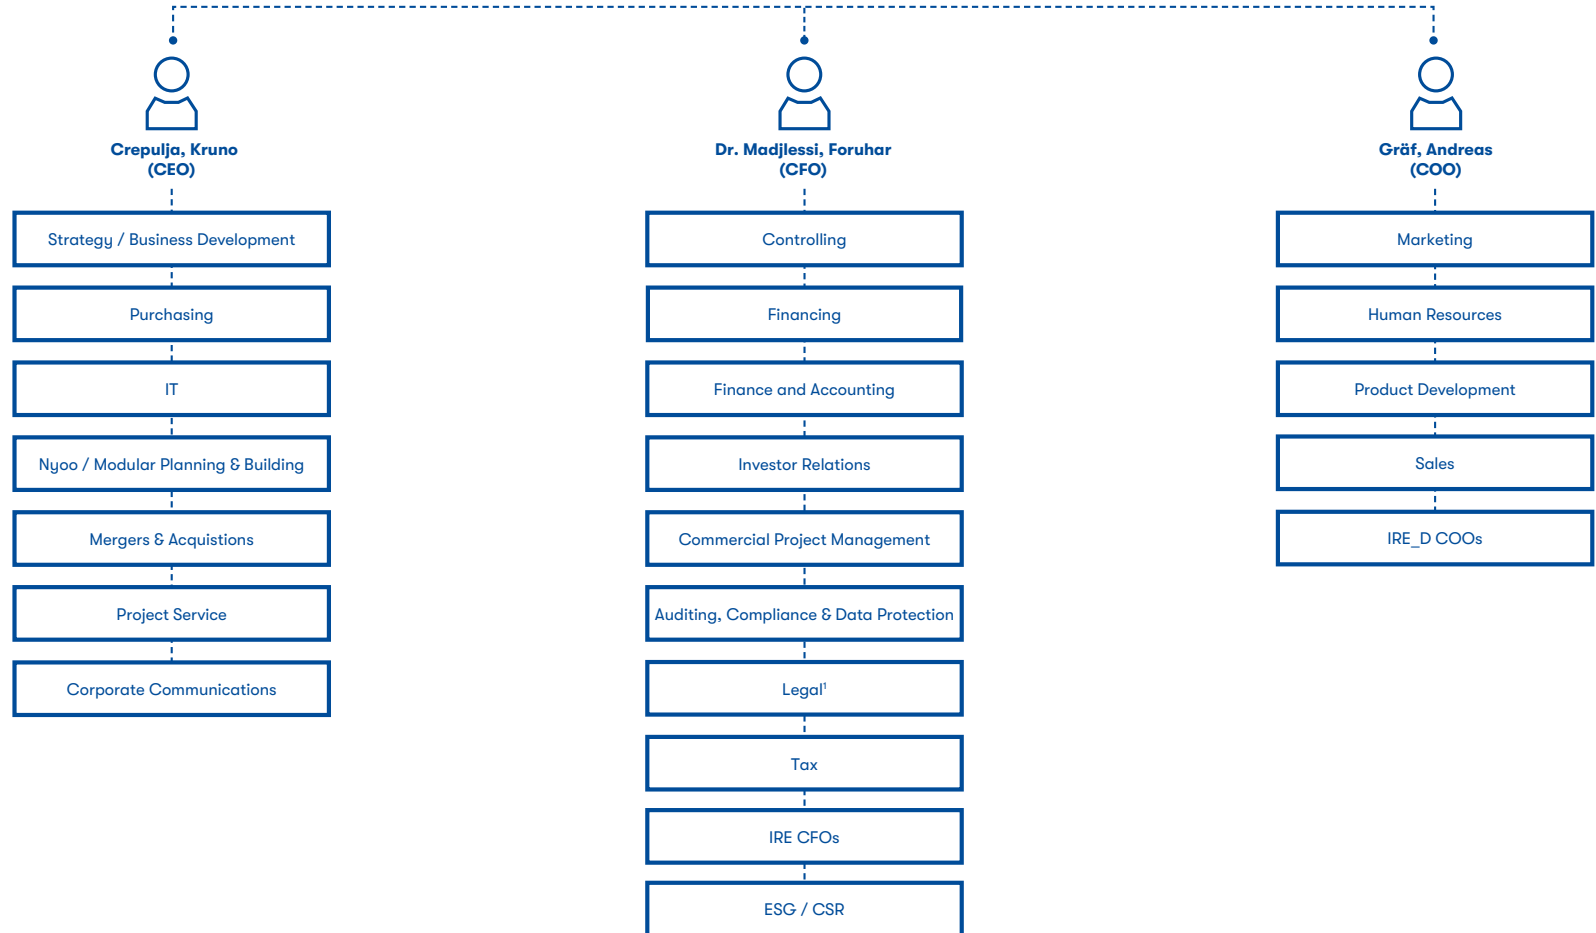 Crepulja, Kruno
(CEO)
Strategy / Business Development
Purchasing
IT
Nyoo / Modular Planning & Building
Mergers & Acquistions
Project Service
Corporate Communications
Dr. Madjlessi, Foruhar
(CFO)
Controlling
Financing
Finance and Accounting
Investor Relations
Commercial Project Management
Auditing, Compliance & Data Protection
Legal¹
Tax
IRE CFOs
ESG / CSR
Gräf, Andreas
(COO)
Marketing
Human Resources
Product Development
Sales
IRE_D COOs